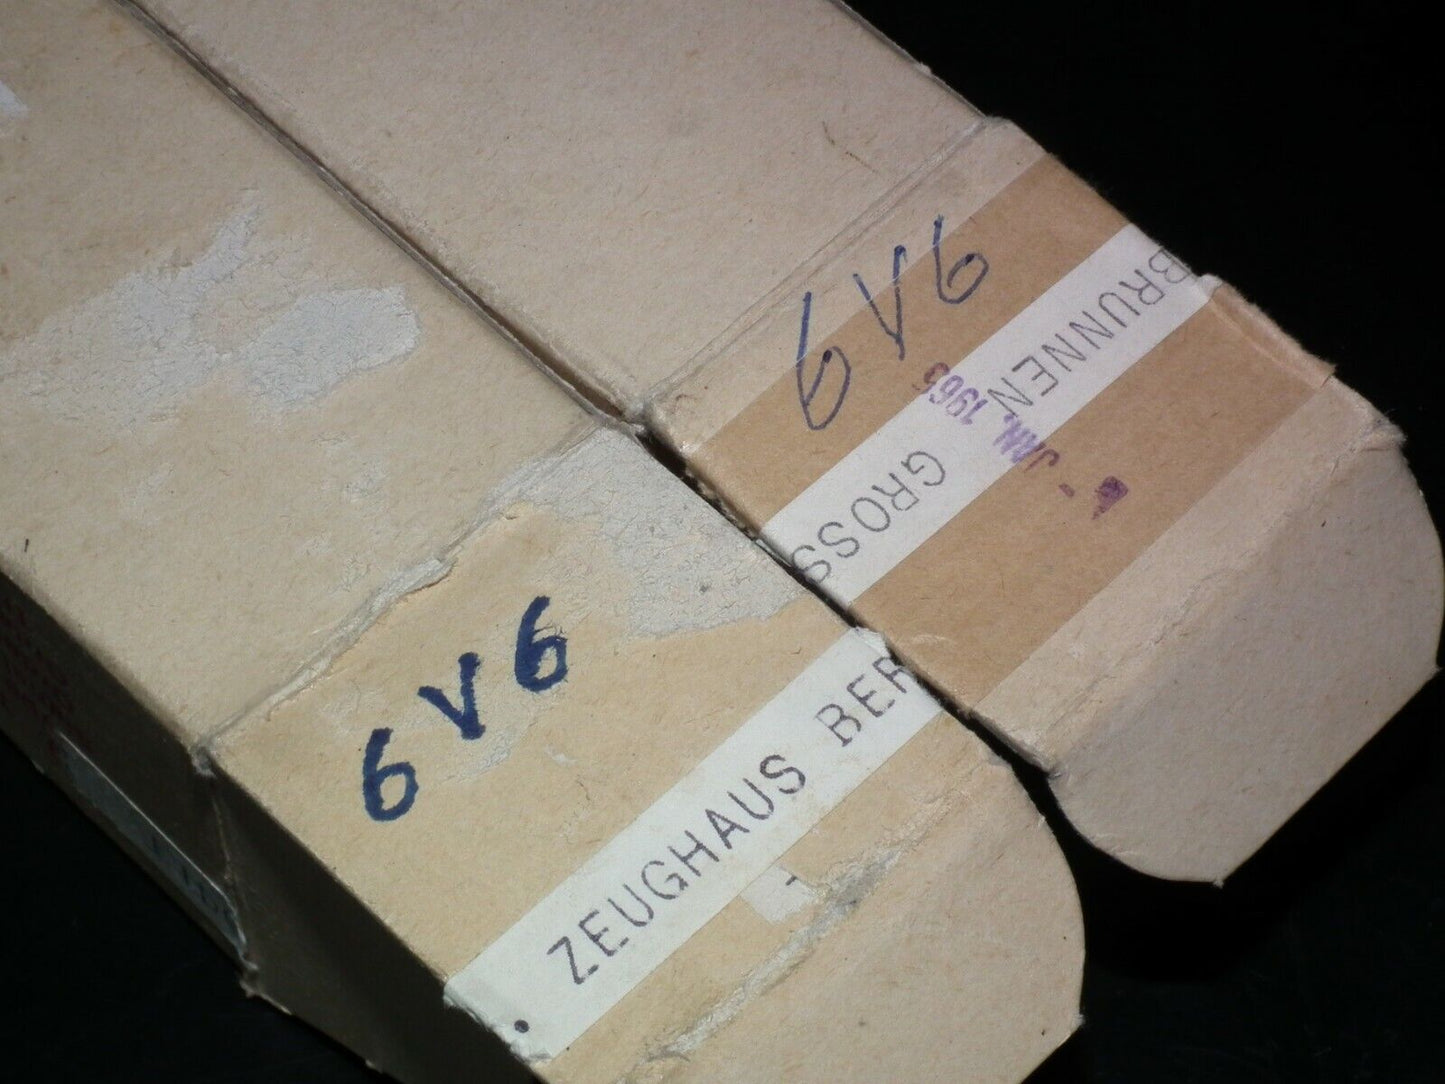 6V6
BRUNNEN GROSS
- JAN. 1965
6V6
ZEUGHAUS BER